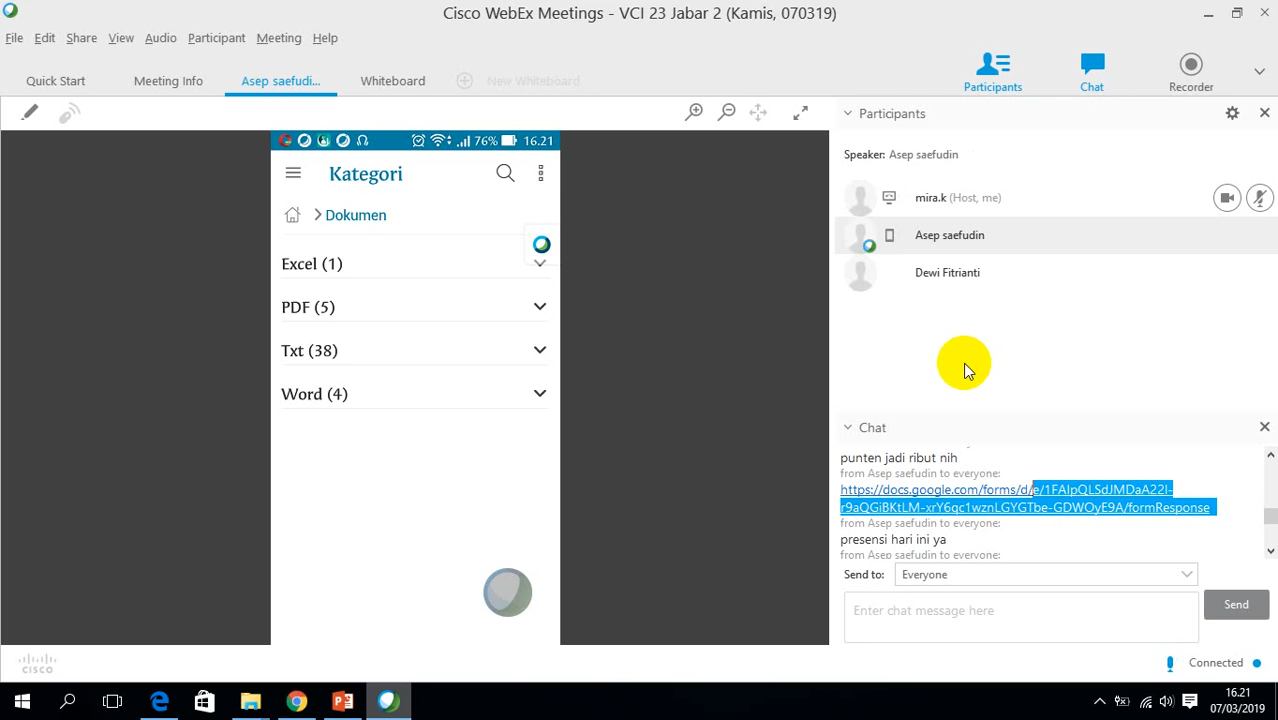 Cisco WebEx Meetings - VCI 23 Jabar 2 (Kamis, 070319)
File Edit Share View Audio Participant Meeting Help
Quick Start Meeting Info Asep saefudi... Whiteboard New Whiteboard
Participants Chat Recorder
Participants
76% 16.21
Kategori
Dokumen
Excel (1)
PDF (5)
Txt (38)
Word (4)
Speaker: Asep saefudin
mira.k (Host, me)
Asep saefudin
Dewi Fitrianti
Chat
punten jadi ribut nih
from Asep saefudin to everyone:
https://docs.google.com/forms/d/e/1FAIpQLSdJMDaA22I-
r9aQGiBKtLM-xrY6qc1wznLGYGTbe-GDWOyE9A/formResponse
from Asep saefudin to everyone:
presensi hari ini ya
from Asep saefudin to everyone:
Send to: Everyone
Enter chat message here
Send
cisco
Connected
16.21
07/03/2019